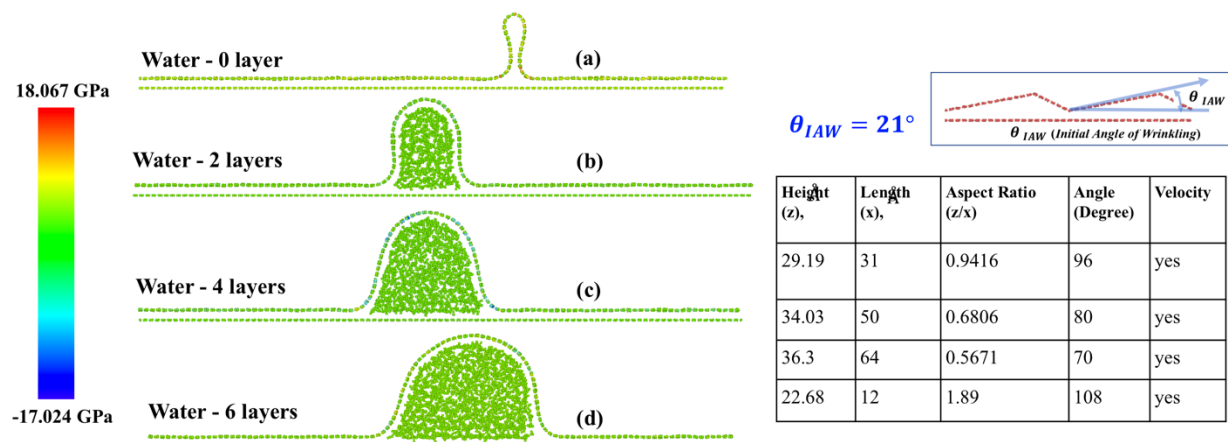 Water - 0 layer
(a)
18.067 GPa
Water - 2 layers
(b)
Water - 4 layers
(c)
Water - 6 layers
(d)
-17.024 GPa
θIAW = 21°
θ IAW
θ IAW (Initial Angle of Wrinkling)
Height Å Length Å Aspect Ratio Angle Velocity
(z), (x), (z/x) (Degree)
29.19 31 0.9416 96 yes
34.03 50 0.6806 80 yes
36.3 64 0.5671 70 yes
22.68 12 1.89 108 yes